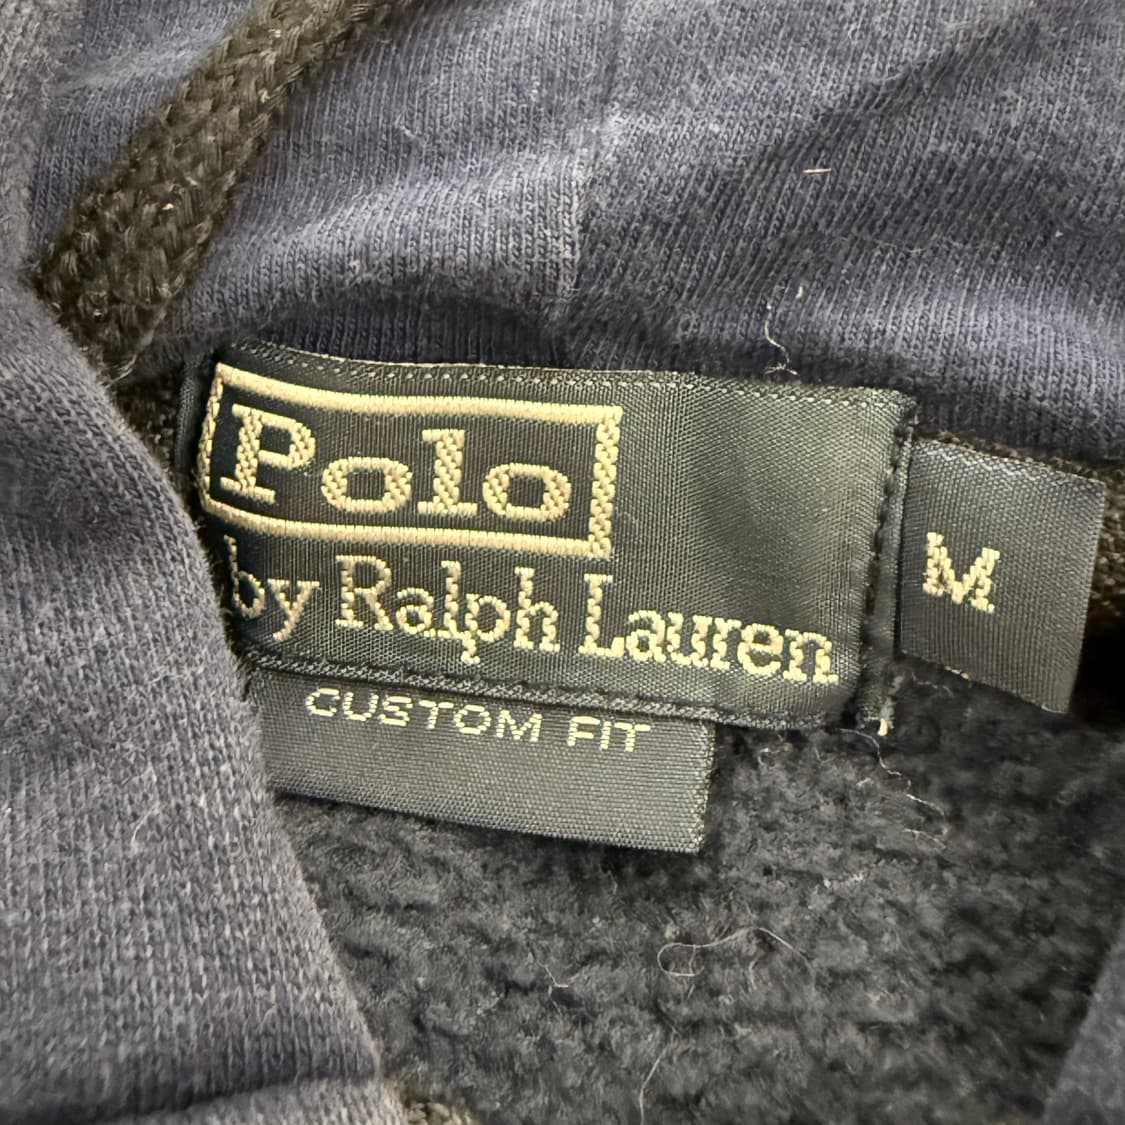 Polo
by Ralph Lauren
M
CUSTOM FIT